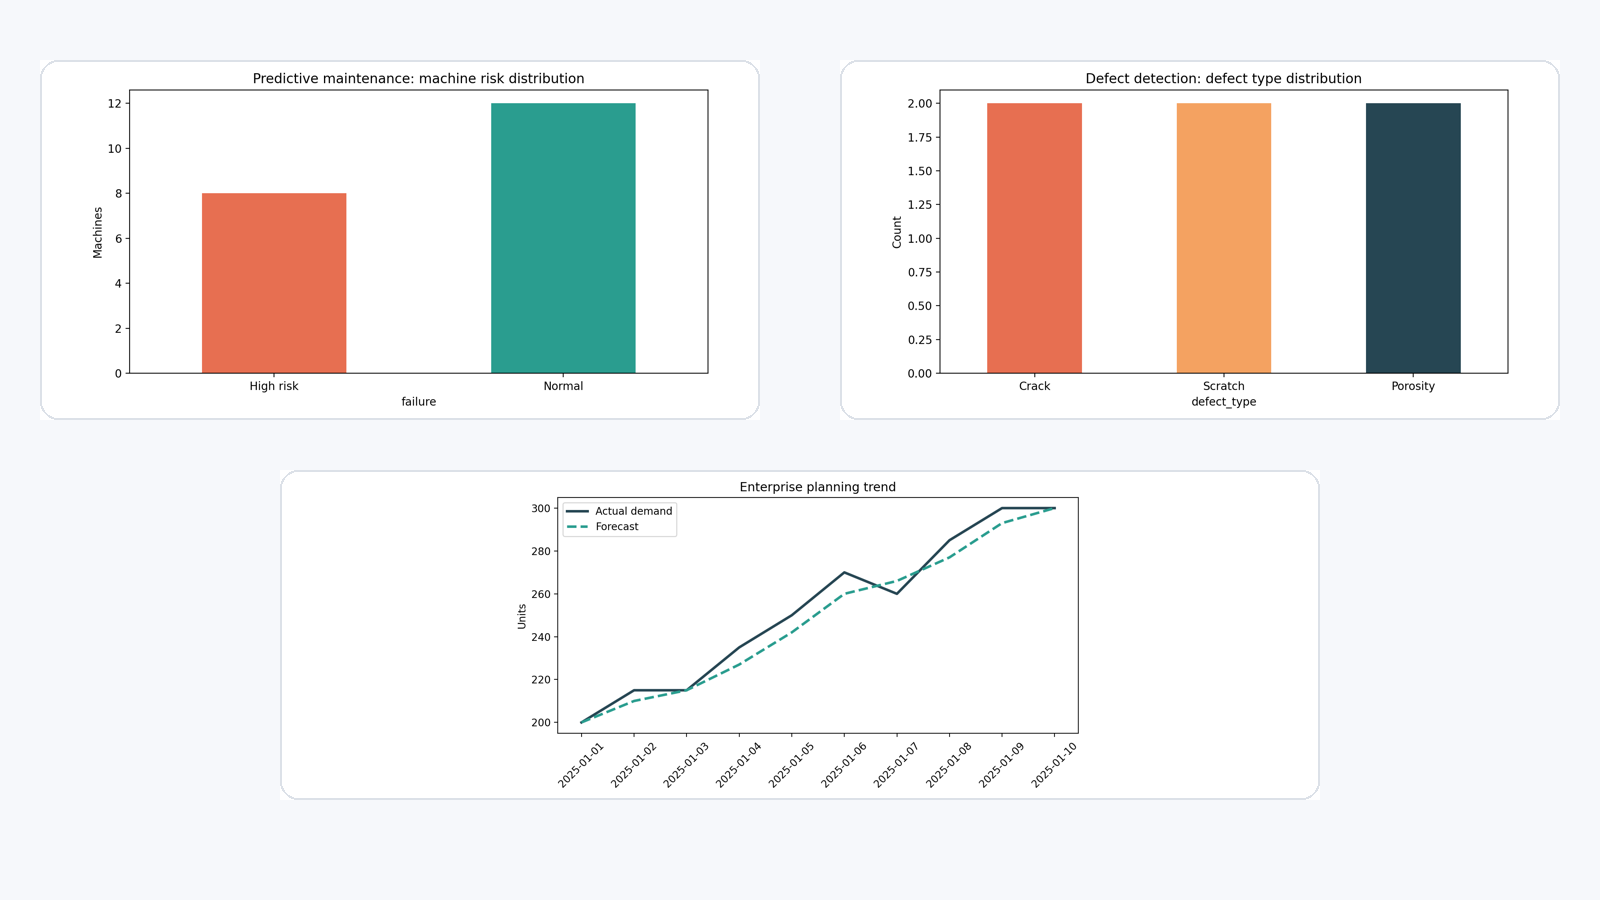 Predictive maintenance: machine risk distribution
12
10
8
6
4
2
0
Machines
High risk
Normal
failure
Defect detection: defect type distribution
2.00
1.75
1.50
1.25
1.00
0.75
0.50
0.25
0.00
Count
Crack
Scratch
Porosity
defect_type
Enterprise planning trend
Actual demand
Forecast
300
280
260
240
220
200
Units
2025-01-01
2025-01-02
2025-01-03
2025-01-04
2025-01-05
2025-01-06
2025-01-07
2025-01-08
2025-01-09
2025-01-10